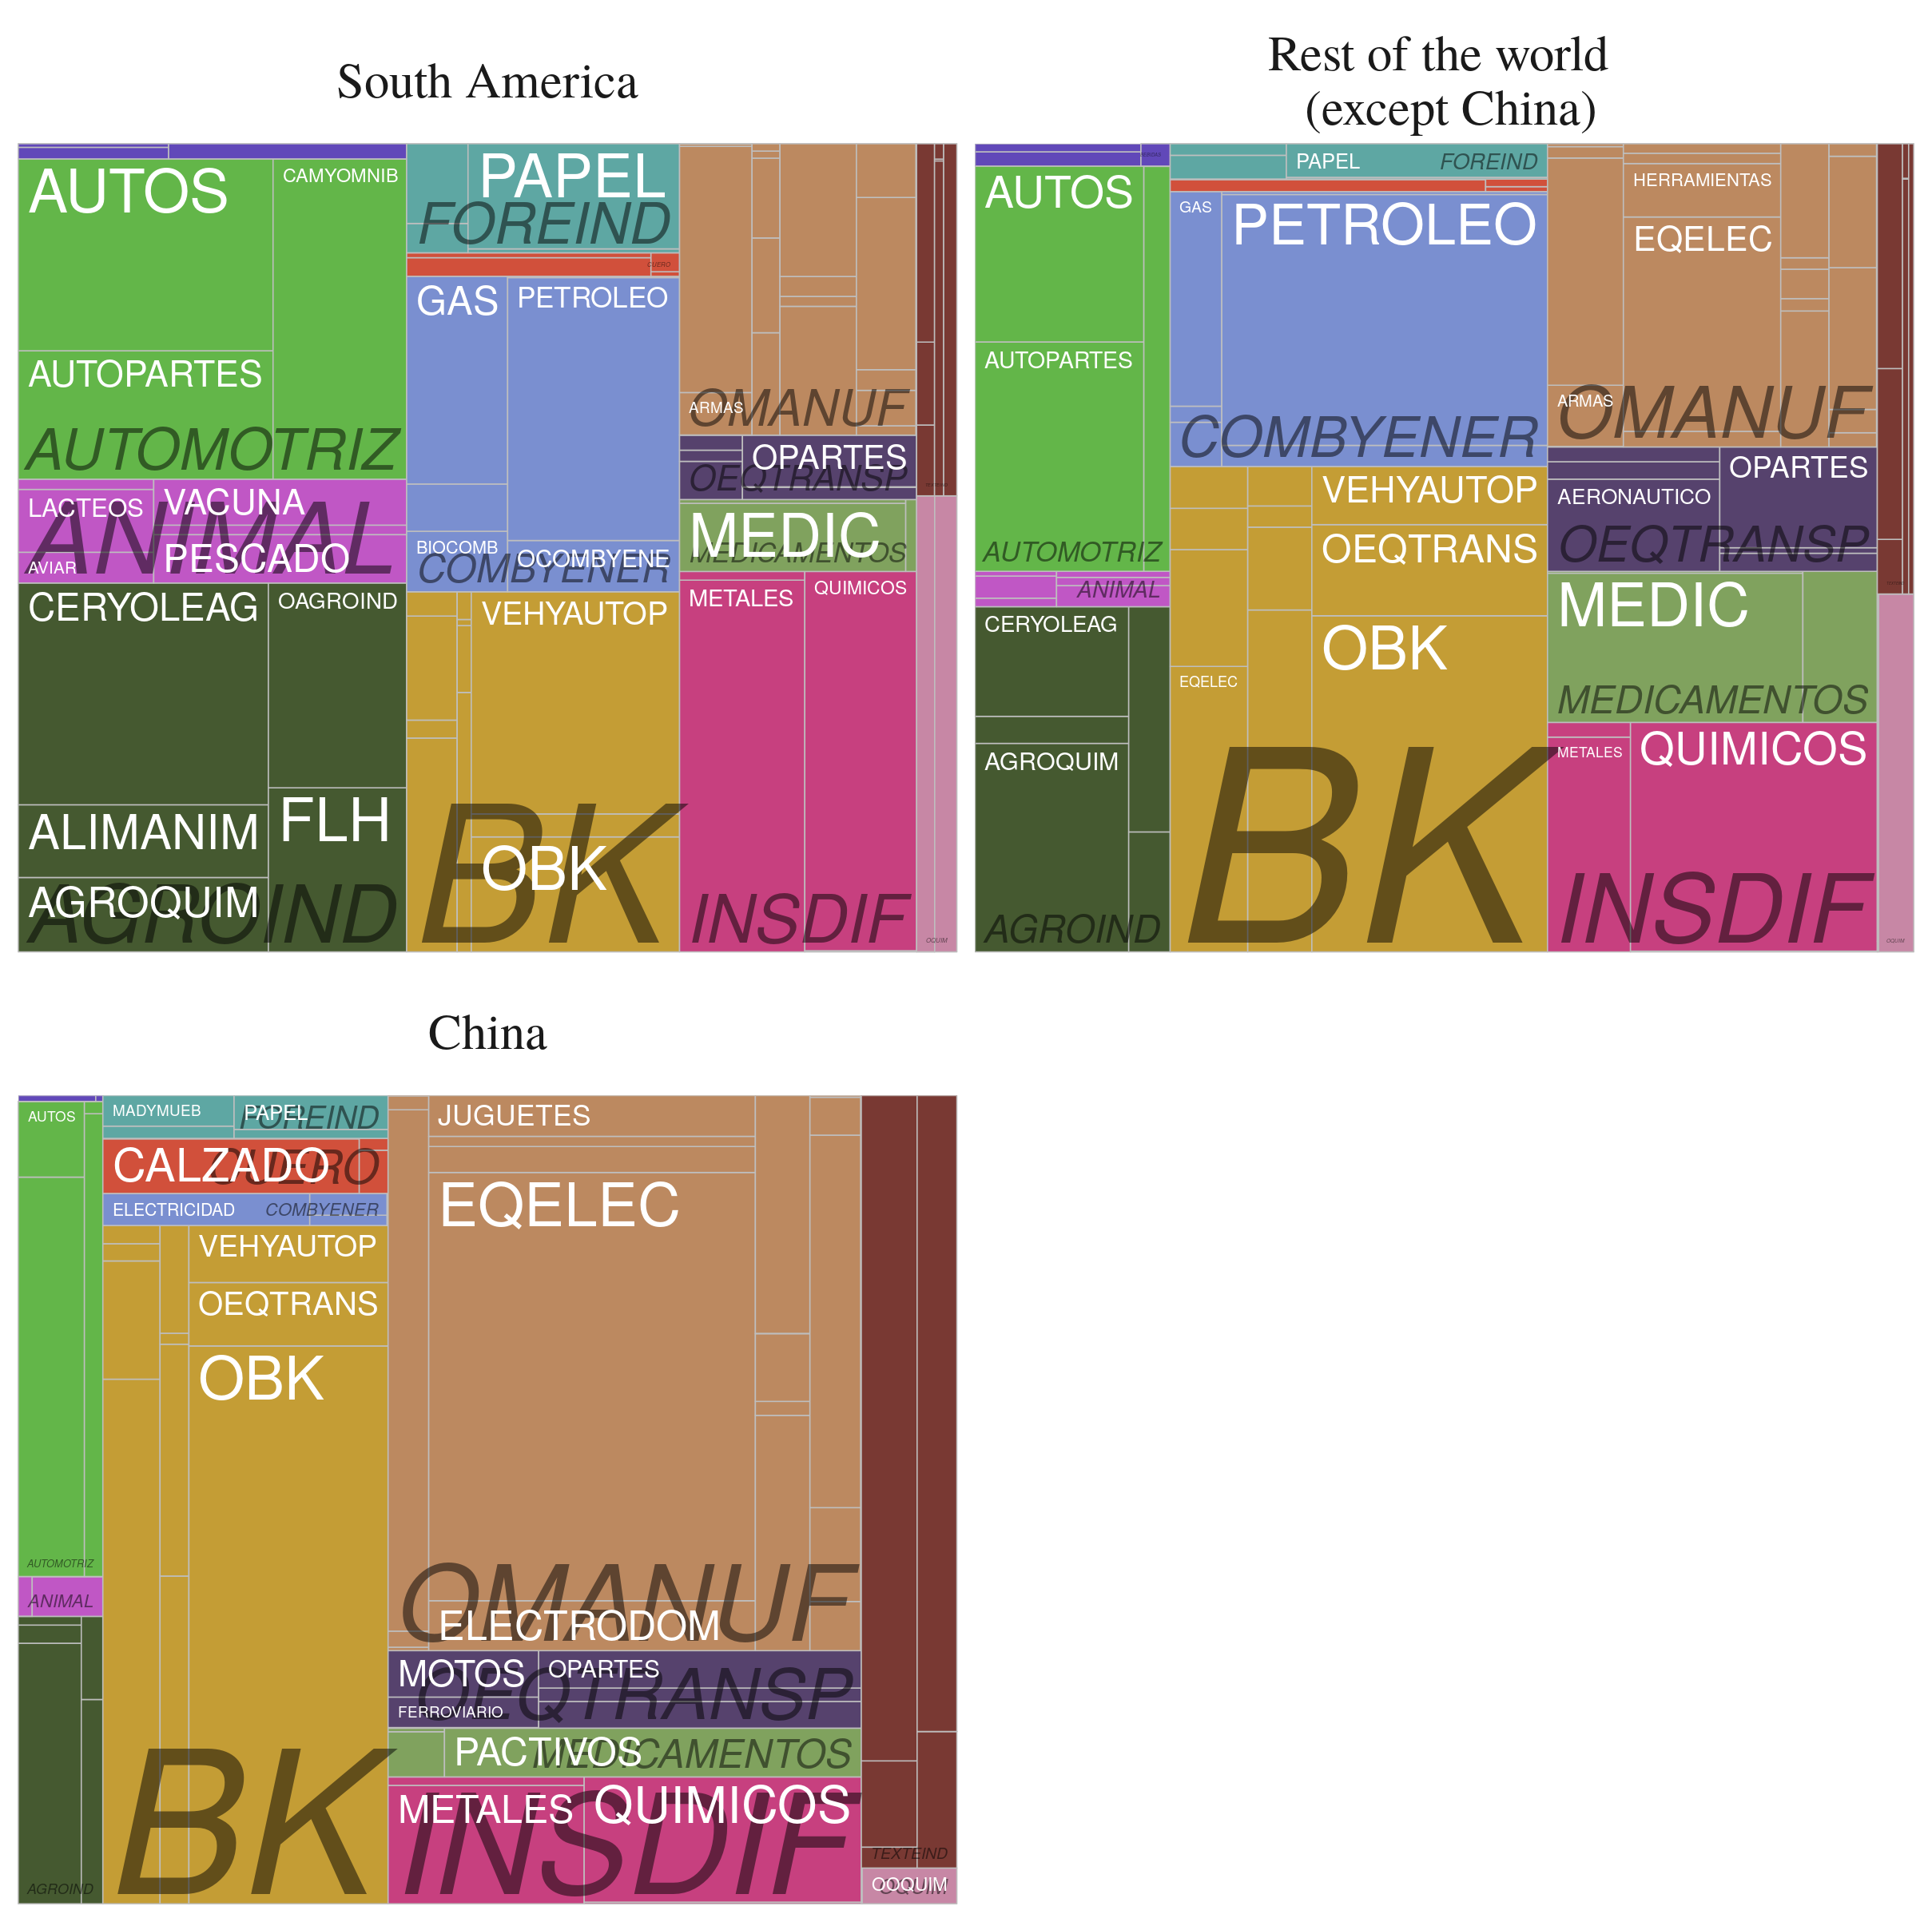 South America
AUTOS
CAMYOMNIB
AUTOPARTES
AUTOMOTRIZ
LACTEOS
VACUNA
AVIAR
PESCADO
ANIMAL
CERYOLEAG
OAGROIND
ALIMANIM
FLH
AGROQUIM
AGROIND
PAPEL
FOREIND
CUERO
GAS
PETROLEO
BIOCOMB
OCOMBYENE
COMBYENER
VEHYAUTOP
OBK
BK
ARMAS
OMANUF
OPARTES
OEQTRANSP
MEDIC
MEDICAMENTOS
METALES
QUIMICOS
INSDIF
OQUIM
Rest of the world
(except China)
AUTOS
AUTOPARTES
AUTOMOTRIZ
ANIMAL
CERYOLEAG
AGROQUIM
AGROIND
PAPEL
FOREIND
GAS
PETROLEO
COMBYENER
VEHYAUTOP
OEQTRANS
OBK
EQELEC
BK
HERRAMIENTAS
EQELEC
ARMAS
OMANUF
OPARTES
AERONAUTICO
OEQTRANSP
MEDIC
MEDICAMENTOS
METALES
QUIMICOS
INSDIF
OQUIM
China
AUTOS
AUTOMOTRIZ
ANIMAL
AGROIND
MADYMUEB
PAPEL
FOREIND
CALZADO
CUERO
ELECTRICIDAD
COMBYENER
VEHYAUTOP
OEQTRANS
OBK
BK
JUGUETES
EQELEC
ELECTRODOM
OMANUF
MOTOS
OPARTES
FERROVIARIO
OEQTRANSP
PACTIVOS
MEDICAMENTOS
METALES
QUIMICOS
INSDIF
TEXTEIND
OOQUIM
OQUIM